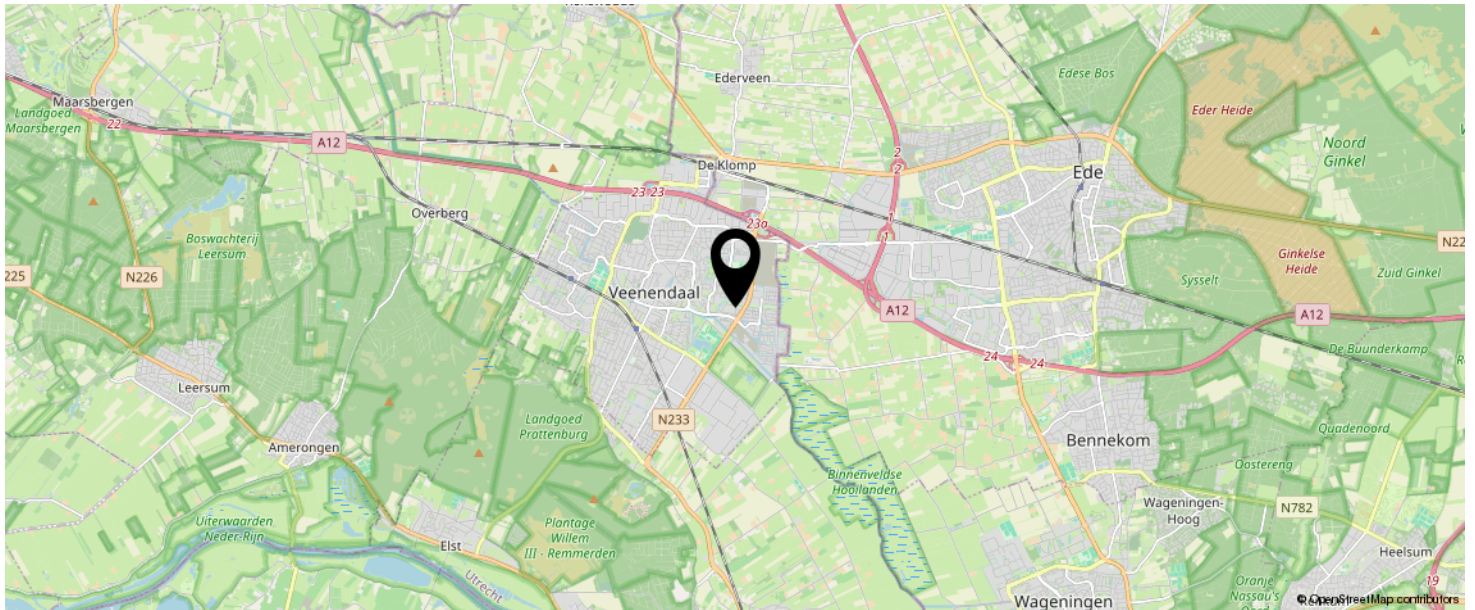 Ederveen
Edese Bos
Maarsbergen
Landgoed
Maarsbergen
22
A12
Eder Heide
Noord
Ginkel
2
2
De Klomp
Ede
23 23
Overberg
23a
1
1
Boswachterij
Leersum
N226
225
N22
Ginkelse
Heide
Zuid Ginkel
Sysselt
Veenendaal
A12
A12
De Buunderkamp
24
24
Leersum
N233
Landgoed
Prattenburg
Amerongen
Bennekom
Quadenoord
Oostereng
Binnenveldse
Hooilanden
Wageningen-
Hoog
N782
Uiterwaarden
Neder-Rijn
Plantage
Willem
III - Remmerden
Elst
Utrecht
Heelsum
19
Oranje
Nassau's
Wageningen
© OpenStreetMap contributors